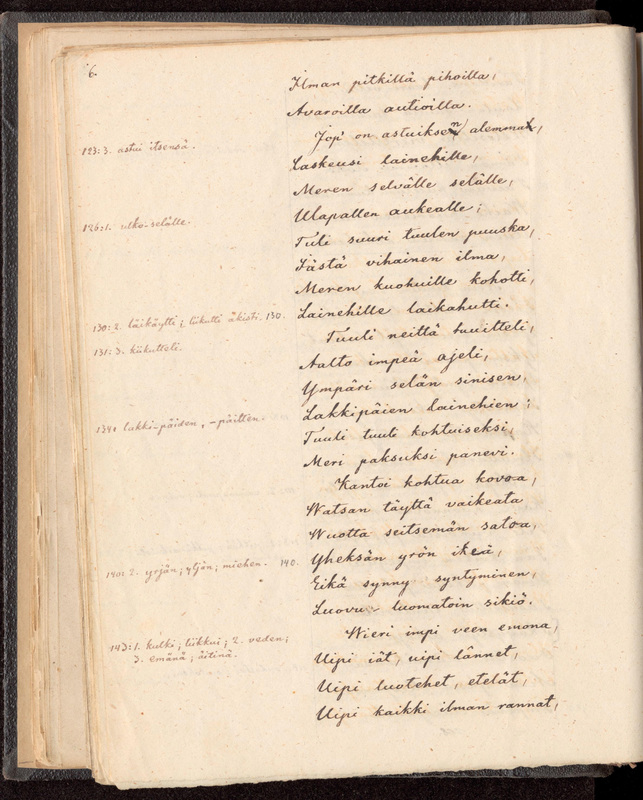 6.
Ilman pitkillä pihoilla,
Avaroilla autioilla.
Jop' on astuiksen alemma,
123:3. astui itsensä.
Laskeusi lainehille,
Meren selvälle selälle,
Ulapallen aukealle;
126:1. ulko-selälle.
Tuli suuri tuulen puuska,
Iästä vihainen ilma,
Meren kuohuille kohotti,
130:2. läikäytti; liikutti äkisti. 130.
Lainehille laikahutti.
Tuuli neittä tuuitteli,
131:3. kiikutteli.
Aalto impeä ajeli,
Ympäri selän sinisen,
Lakkipäien lainehien;
134: lakki-päiden, -päitten.
Tuuli tuuli kohtuiseksi,
Meri paksuksi panevi.
Kantoi kohtua kovoa,
Watsan täyttä vaikeata
Wuotta seitsemän satoa,
Yheksän yrön ikeä,
140: 2. yrjän; yljän; miehen. 140.
Eikä synny syntyminen,
Luovu luomatoin sikiö.
Wieri impi veen emona,
143:1. kulki; liikkui; 2. veden;
3. emänä; äitinä.
Uipi iät, uipi lännet,
Uipi luotehet, etelät,
Uipi kaikki ilman rannat,